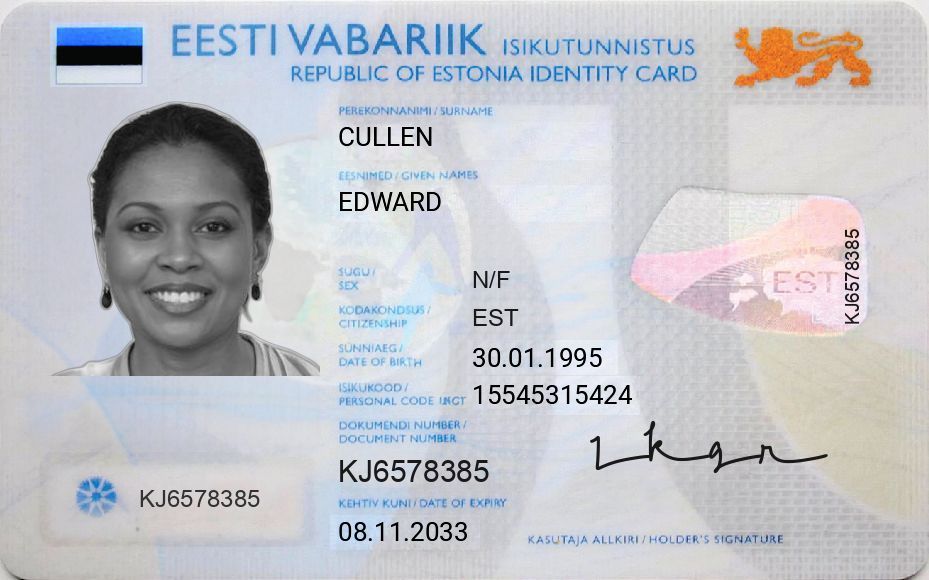 EESTI VABARIIK ISIKUTUNNISTUS
REPUBLIC OF ESTONIA IDENTITY CARD
PEREKONNANIMI / SURNAME
CULLEN
EESNIMED / GIVEN NAMES
EDWARD
SUGU / SEX
N/F
KODAKONDSUS / CITIZENSHIP
EST
SÜNNIAEG / DATE OF BIRTH
30.01.1995
ISIKUKOOD / PERSONAL CODE
15545315424
DOKUMENDI NUMBER / DOCUMENT NUMBER
KJ6578385
KEHTIV KUNI / DATE OF EXPIRY
08.11.2033
KJ6578385
EST
KJ6578385
KASUTAJA ALLKIRI / HOLDER'S SIGNATURE